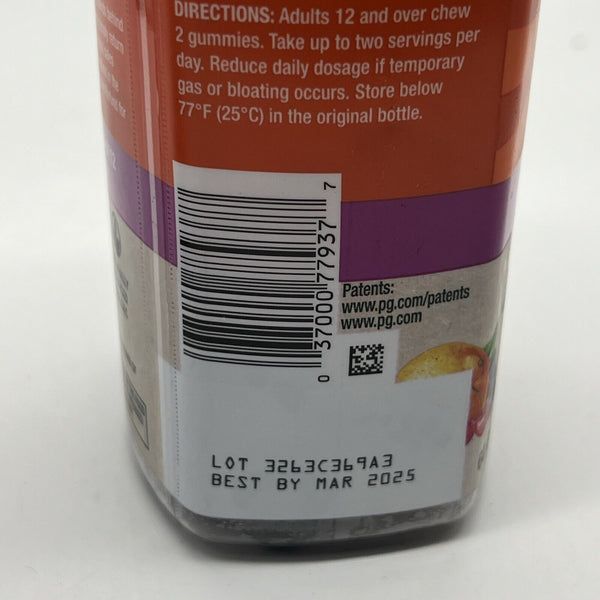 DIRECTIONS: Adults 12 and over chew
2 gummies. Take up to two servings per
day. Reduce daily dosage if temporary
gas or bloating occurs. Store below
77°F (25°C) in the original bottle.
0 37000 77937 7
Patents:
www.pg.com/patents
www.pg.com
LOT 3263C369A3
BEST BY MAR 2025